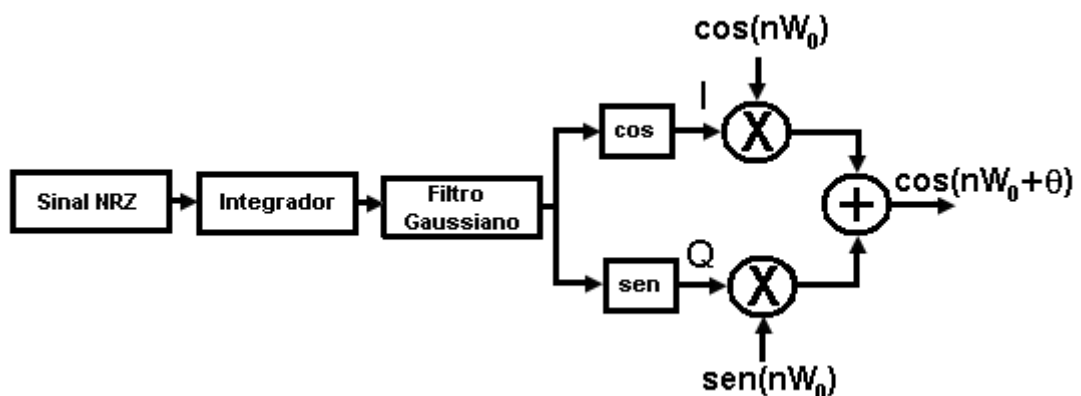 cos(nW₀)
I
cos
Sinal NRZ
Integrador
Filtro
Gaussiano
X
+
cos(nW₀+θ)
Q
sen
X
sen(nW₀)